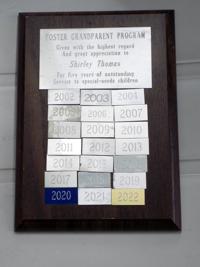 FOSTER GRANDPARENT PROGRAM
Given with the highest regard
And great appreciation to
Shirley Thomas
For five years of outstanding
Service to special-needs children
2002 2003 2004
2005 2006 2007
2008 2009 2010
2011 2012 2013
2014 2015
2017 2019
2020 2021 2022